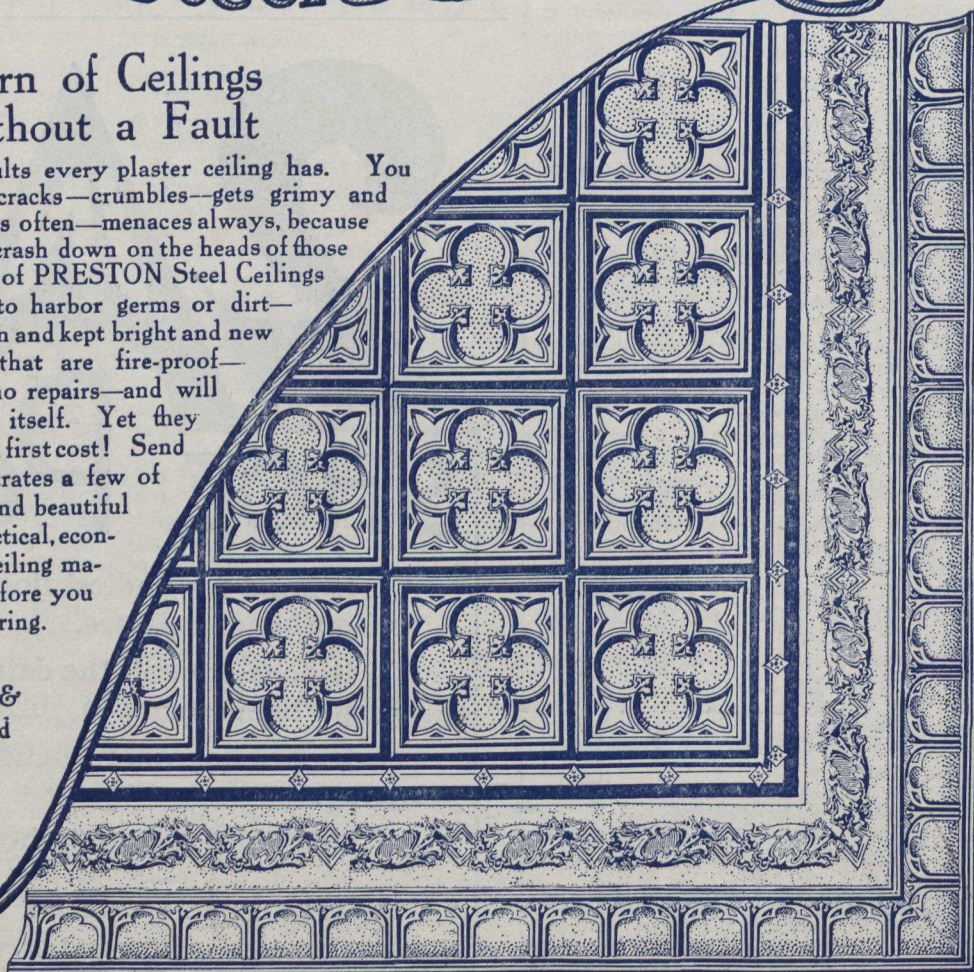 rn of Ceilings
thout a Fault
ults every plaster ceiling has. You
cracks—crumbles—gets grimy and
s often—menaces always, because
crash down on the heads of those
of PRESTON Steel Ceilings
to harbor germs or dirt—
n and kept bright and new
that are fire-proof—
no repairs—and will
itself. Yet they
first cost! Send
trates a few of
nd beautiful
ctical, econ-
eiling ma-
fore you
ring.
&
d